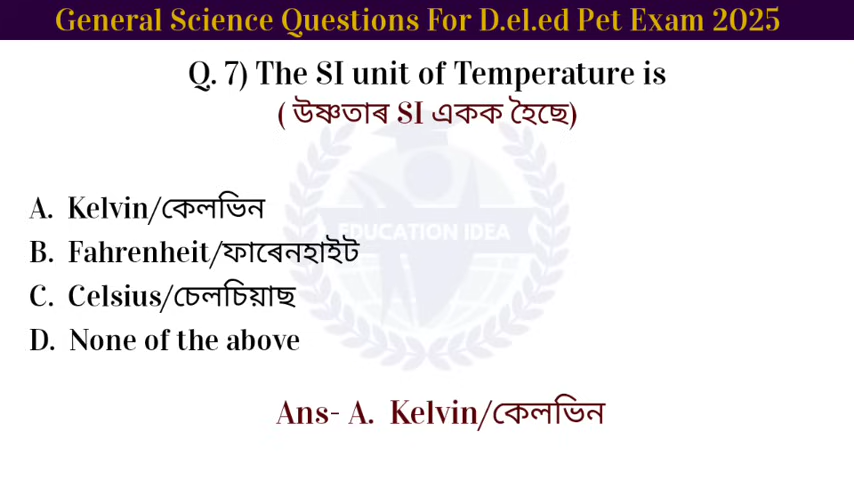 General Science Questions For D.el.ed Pet Exam 2025
Q. 7) The SI unit of Temperature is
( উষ্ণতাৰ SI একক হৈছে)
A. Kelvin/কেলভিন
B. Fahrenheit/ফাৰেনহাইট
EDUCATION IDEA
C. Celsius/চেলচিয়াছ
D. None of the above
Ans- A. Kelvin/কেলভিন